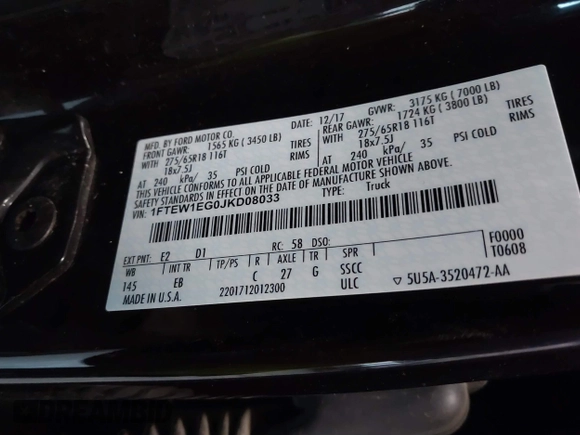 MFD. BY FORD MOTOR CO. DATE: 12/17 GVWR: 3175 KG ( 7000 LB)
FRONT GAWR: 1565 KG ( 3450 LB) REAR GAWR: 1724 KG ( 3800 LB)
WITH 275/65R18 116T TIRES WITH 275/65R18 116T TIRES
18x7.5J RIMS 18x7.5J RIMS
AT 240 kPa/ 35 PSI COLD AT 240 kPa/ 35 PSI COLD
THIS VEHICLE CONFORMS TO ALL APPLICABLE FEDERAL MOTOR VEHICLE
SAFETY STANDARDS IN EFFECT ON THE DATE OF MANUFACTURE SHOWN ABOVE.
VIN: 1FTEW1EG0JKD08033 TYPE: Truck
F0000
T0608
EXT PNT: E2 D1 RC: 58 DSO:
WB INT TR TP/PS R AXLE TR SPR
145 EB C 27 G SSCC
ULC
MADE IN U.S.A. 2201712012300
5U5A-3520472-AA